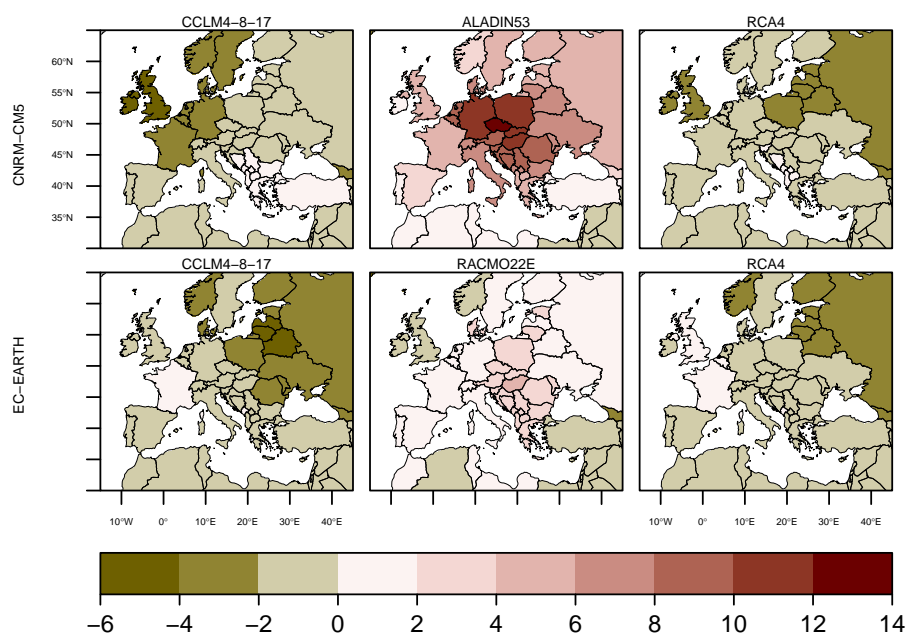 CCLM4−8−17 ALADIN53 RCA4
CNRM−CM5
65°N
60°N
55°N
50°N
45°N
40°N
35°N
CCLM4−8−17 RACMO22E RCA4
EC−EARTH
10°W 0° 10°E 20°E 30°E 40°E 10°W 0° 10°E 20°E 30°E 40°E
−6 −4 −2 0 2 4 6 8 10 12 14